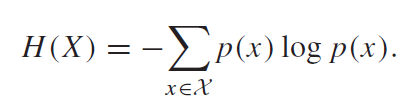 H(X) = −∑ p(x) log p(x).
x∈𝒳